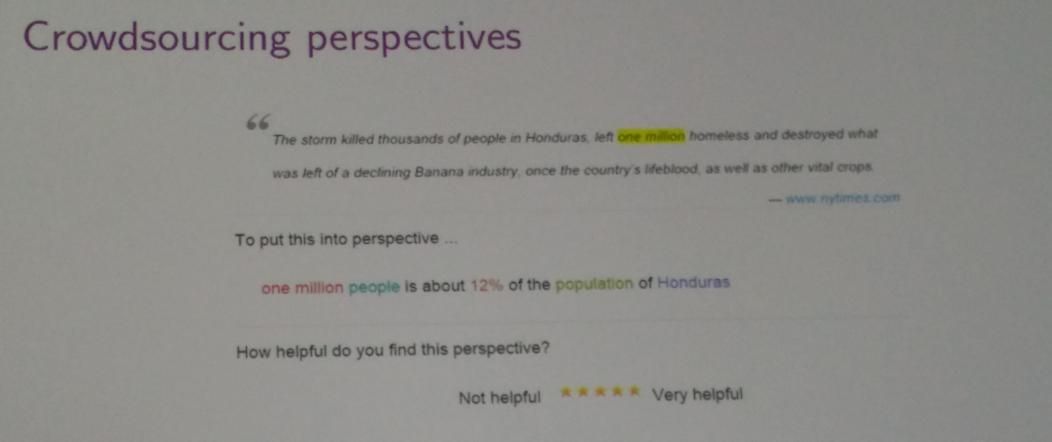 Crowdsourcing perspectives
“
The storm killed thousands of people in Honduras, left one million homeless and destroyed what
was left of a declining Banana industry, once the country's lifeblood, as well as other vital crops.
— www.nytimes.com
To put this into perspective ...
one million people is about 12% of the population of Honduras
How helpful do you find this perspective?
Not helpful ★★★★★ Very helpful